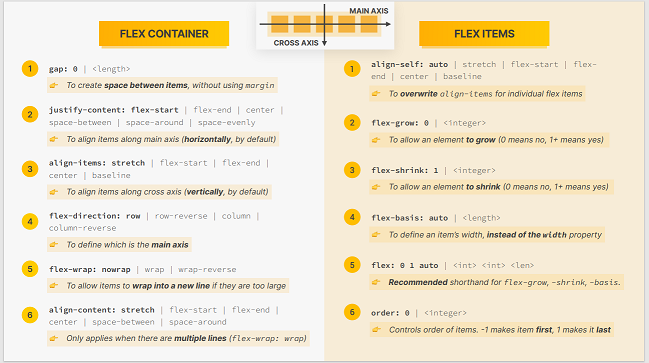 MAIN AXIS
CROSS AXIS
FLEX CONTAINER
1
gap: 0 | <length>
👉 To create space between items, without using margin
2
justify-content: flex-start | flex-end | center |
space-between | space-around | space-evenly
👉 To align items along main axis (horizontally, by default)
3
align-items: stretch | flex-start | flex-end |
center | baseline
👉 To align items along cross axis (vertically, by default)
4
flex-direction: row | row-reverse | column |
column-reverse
👉 To define which is the main axis
5
flex-wrap: nowrap | wrap | wrap-reverse
👉 To allow items to wrap into a new line if they are too large
6
align-content: stretch | flex-start | flex-end |
center | space-between | space-around
👉 Only applies when there are multiple lines (flex-wrap: wrap)
FLEX ITEMS
1
align-self: auto | stretch | flex-start | flex-
end | center | baseline
👉 To overwrite align-items for individual flex items
2
flex-grow: 0 | <integer>
👉 To allow an element to grow (0 means no, 1+ means yes)
3
flex-shrink: 1 | <integer>
👉 To allow an element to shrink (0 means no, 1+ means yes)
4
flex-basis: auto | <length>
👉 To define an item's width, instead of the width property
5
flex: 0 1 auto | <int> <int> <len>
👉 Recommended shorthand for flex-grow, -shrink, -basis.
6
order: 0 | <integer>
👉 Controls order of items. -1 makes item first, 1 makes it last